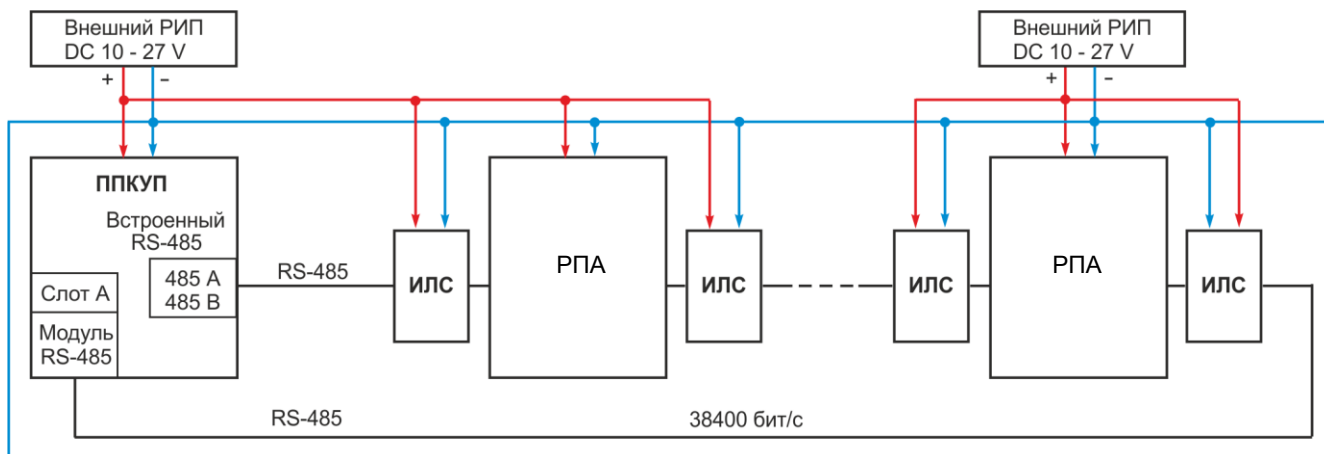 Внешний РИП
DC 10 - 27 V
+ –
Внешний РИП
DC 10 - 27 V
+ –
ППКУП
Встроенный
RS-485
485 A
485 B
Слот А
Модуль
RS-485
RS-485
ИЛС
РПА
ИЛС
ИЛС
РПА
ИЛС
RS-485
38400 бит/с